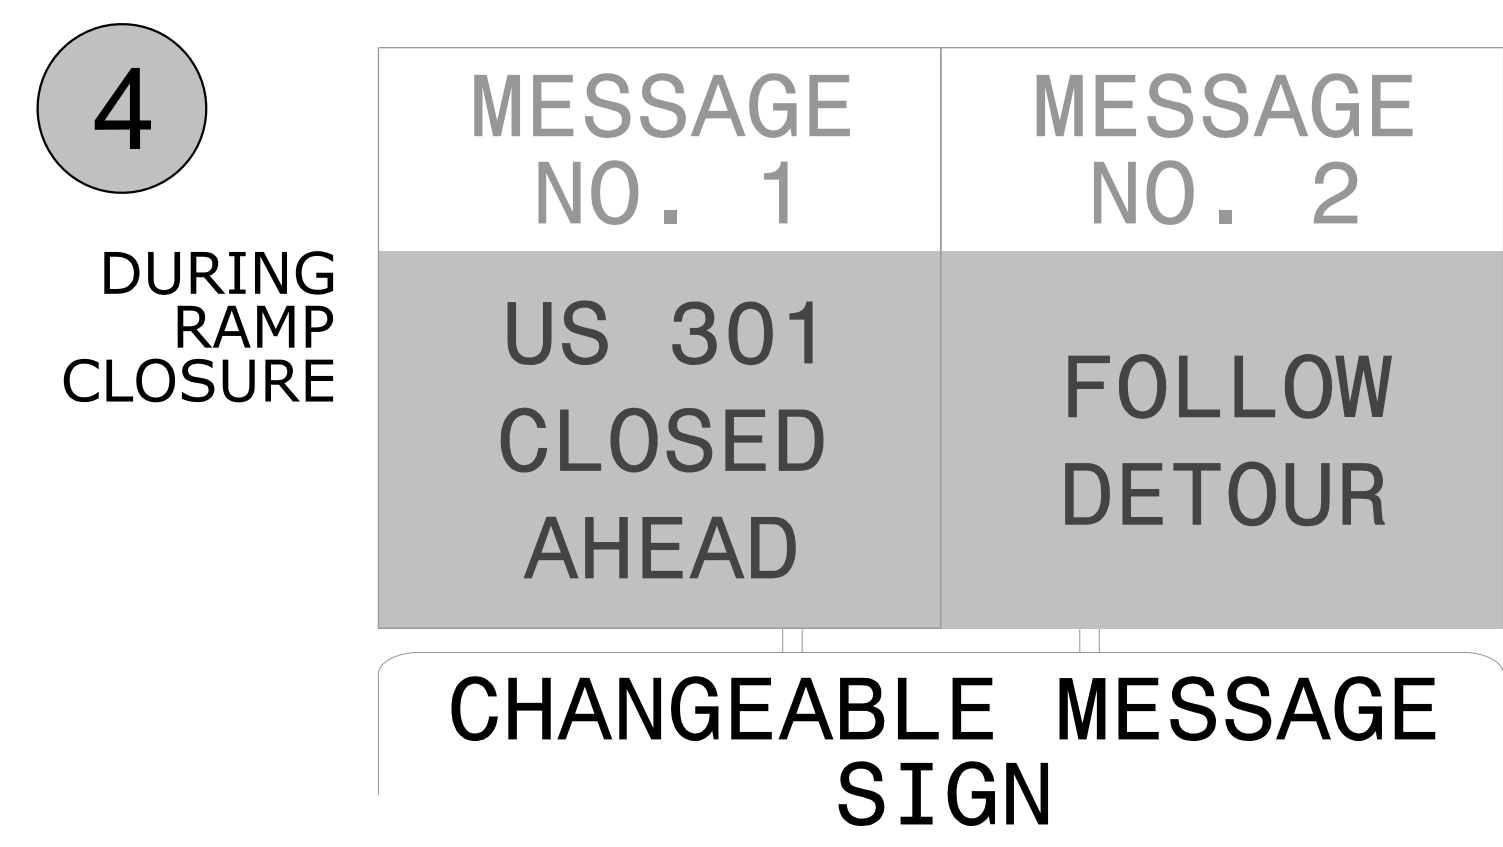 4
DURING
RAMP
CLOSURE
MESSAGE
NO. 1
MESSAGE
NO. 2
US 301
CLOSED
AHEAD
FOLLOW
DETOUR
CHANGEABLE MESSAGE
SIGN